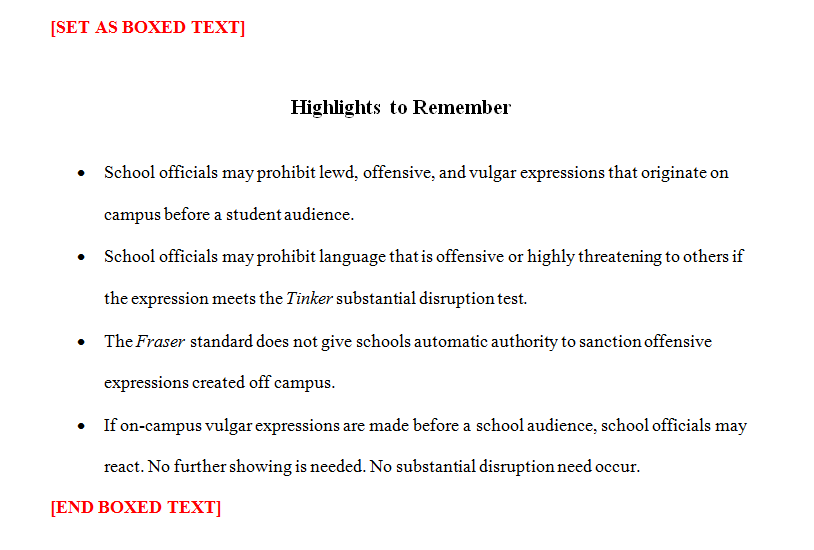 [SET AS BOXED TEXT]
Highlights to Remember
• School officials may prohibit lewd, offensive, and vulgar expressions that originate on
campus before a student audience.
• School officials may prohibit language that is offensive or highly threatening to others if
the expression meets the Tinker substantial disruption test.
• The Fraser standard does not give schools automatic authority to sanction offensive
expressions created off campus.
• If on-campus vulgar expressions are made before a school audience, school officials may
react. No further showing is needed. No substantial disruption need occur.
[END BOXED TEXT]